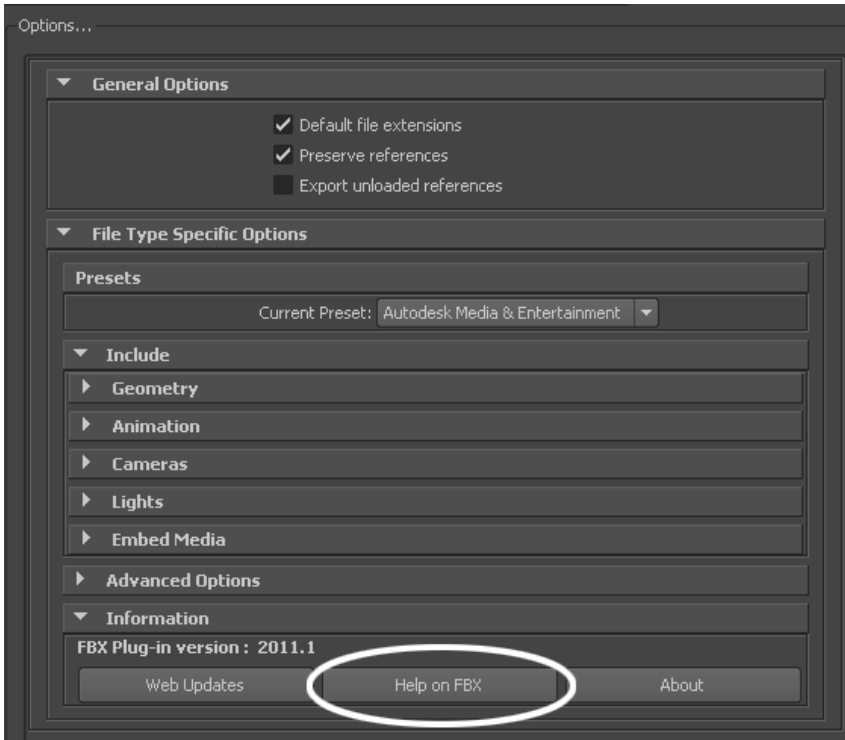 Options...
General Options
Default file extensions
Preserve references
Export unloaded references
File Type Specific Options
Presets
Current Preset: Autodesk Media & Entertainment
Include
Geometry
Animation
Cameras
Lights
Embed Media
Advanced Options
Information
FBX Plug-in version : 2011.1
Web Updates Help on FBX About